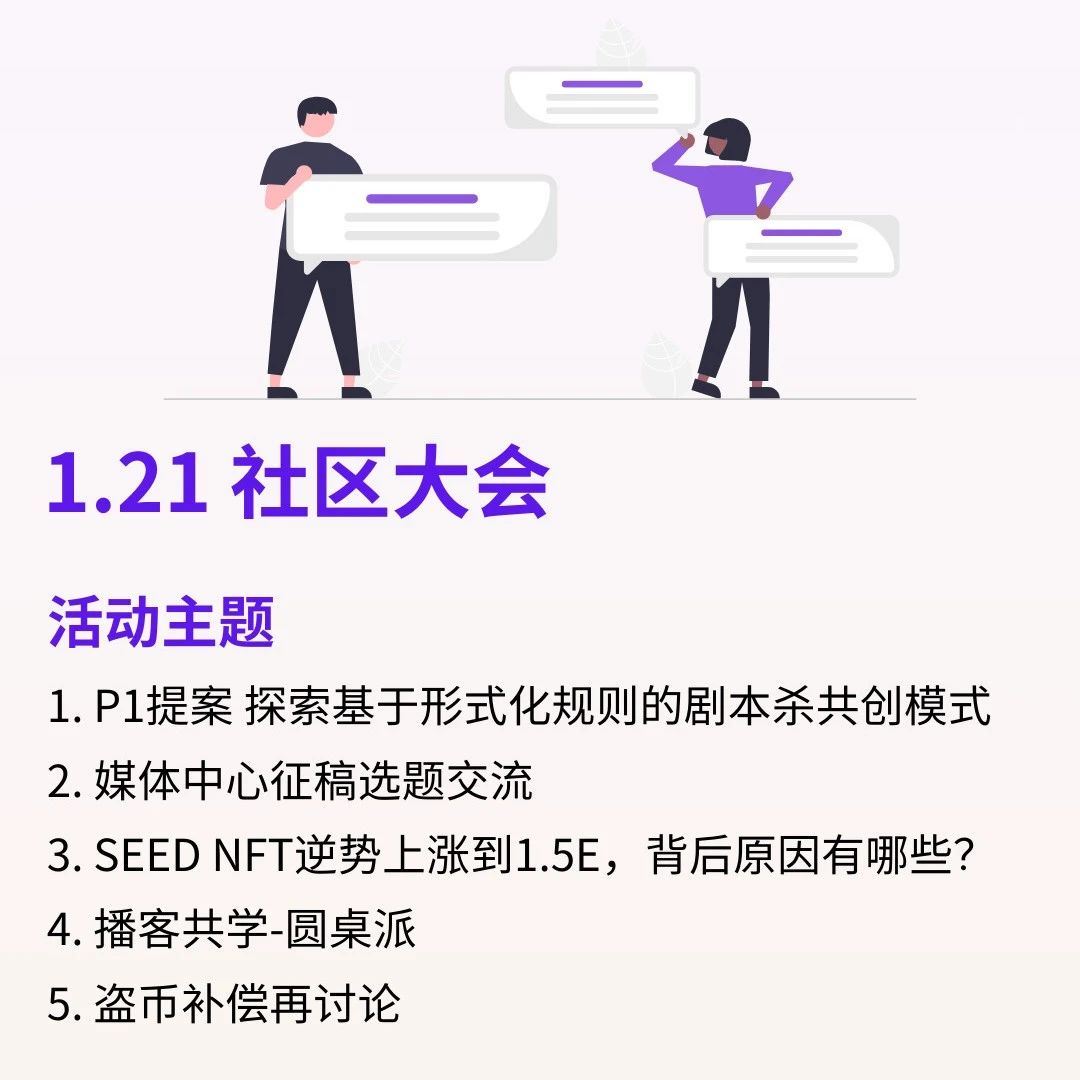 1.21 社区大会
活动主题
1. P1提案 探索基于形式化规则的剧本杀共创模式
2. 媒体中心征稿选题交流
3. SEED NFT逆势上涨到1.5E，背后原因有哪些？
4. 播客共学-圆桌派
5. 盗币补偿再讨论